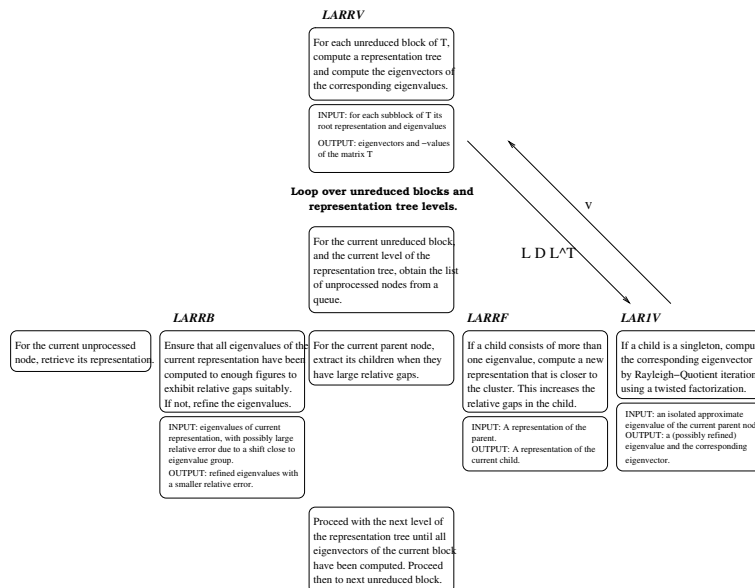 LARRV
For each unreduced block of T,
compute a representation tree
and compute the eigenvectors of
the corresponding eigenvalues.
INPUT: for each subblock of T its
root representation and eigenvalues
OUTPUT: eigenvectors and −values
of the matrix T
Loop over unreduced blocks and
representation tree levels.
v
L D L^T
For the current unreduced block,
and the current level of the
representation tree, obtain the list
of unprocessed nodes from a
queue.
For the current unprocessed
node, retrieve its representation.
LARRB
Ensure that all eigenvalues of the
current representation have been
computed to enough figures to
exhibit relative gaps suitably.
If not, refine the eigenvalues.
INPUT: eigenvalues of current
representation, with possibly large
relative error due to a shift close to
eigenvalue group.
OUTPUT: refined eigenvalues with
a smaller relative error.
For the current parent node,
extract its children when they
have large relative gaps.
LARRF
If a child consists of more than
one eigenvalue, compute a new
representation that is closer to
the cluster. This increases the
relative gaps in the child.
INPUT: A representation of the
parent.
OUTPUT: A representation of the
current child.
LAR1V
If a child is a singleton, compu
the corresponding eigenvector
by Rayleigh−Quotient iteration
using a twisted factorization.
INPUT: an isolated approximate
eigenvalue of the current parent nod
OUTPUT: a (possibly refined)
eigenvalue and the corresponding
eigenvector.
Proceed with the next level of
the representation tree until all
eigenvectors of the current block
have been computed. Proceed
then to next unreduced block.